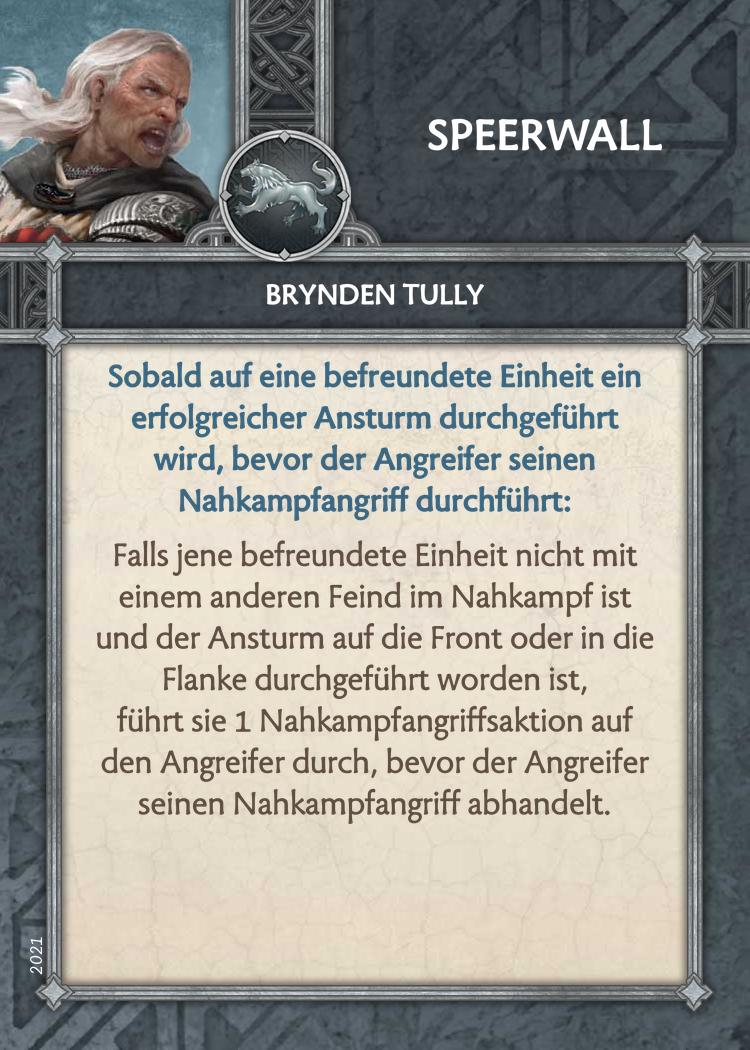 SPEERWALL
BRYNDEN TULLY
Sobald auf eine befreundete Einheit ein
erfolgreicher Ansturm durchgeführt
wird, bevor der Angreifer seinen
Nahkampfangriff durchführt:
Falls jene befreundete Einheit nicht mit
einem anderen Feind im Nahkampf ist
und der Ansturm auf die Front oder in die
Flanke durchgeführt worden ist,
führt sie 1 Nahkampfangriffsaktion auf
den Angreifer durch, bevor der Angreifer
seinen Nahkampfangriff abhandelt.
2021